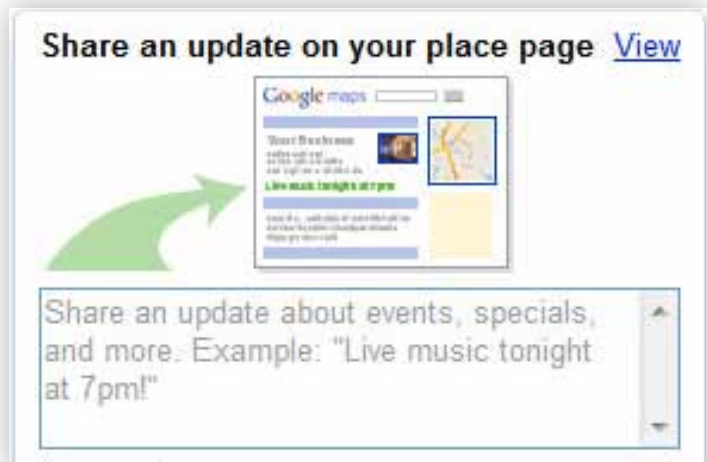 Share an update on your place page View
Google maps
Your Business
Live music tonight at 7pm
Share an update about events, specials,
and more. Example: "Live music tonight
at 7pm!"